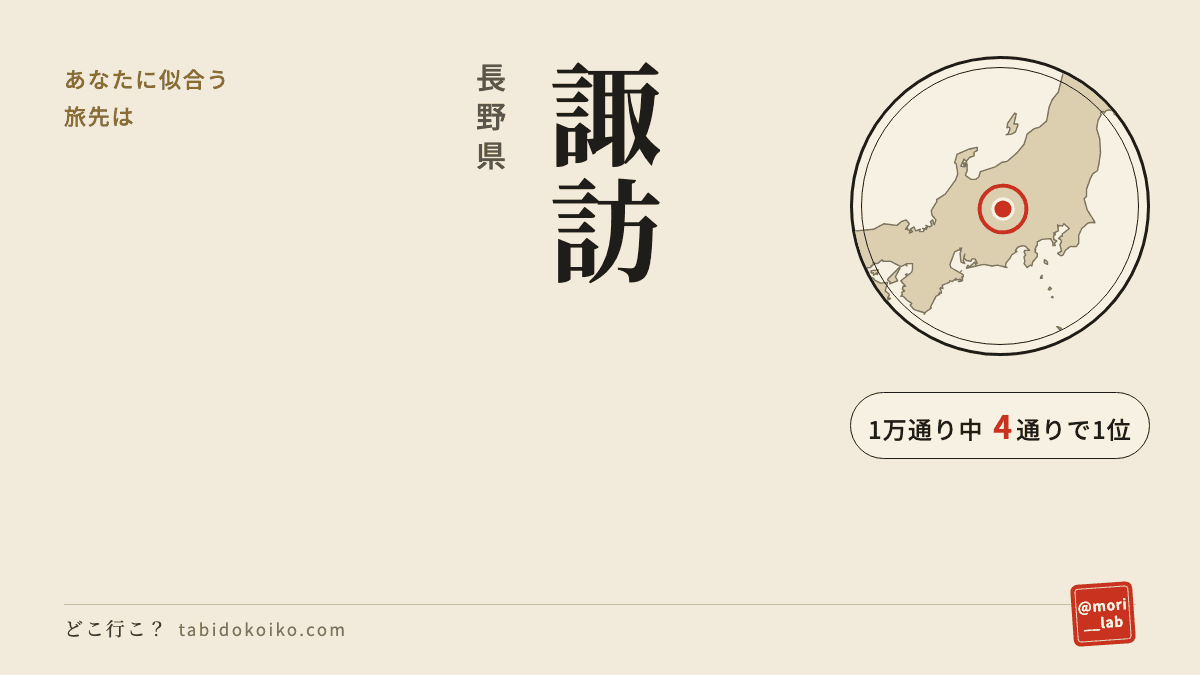 あなたに似合う
旅先は
諏訪
長野県
1万通り中 4通りで1位
どこ行こ？ tabidokoiko.com
@mori
__lab